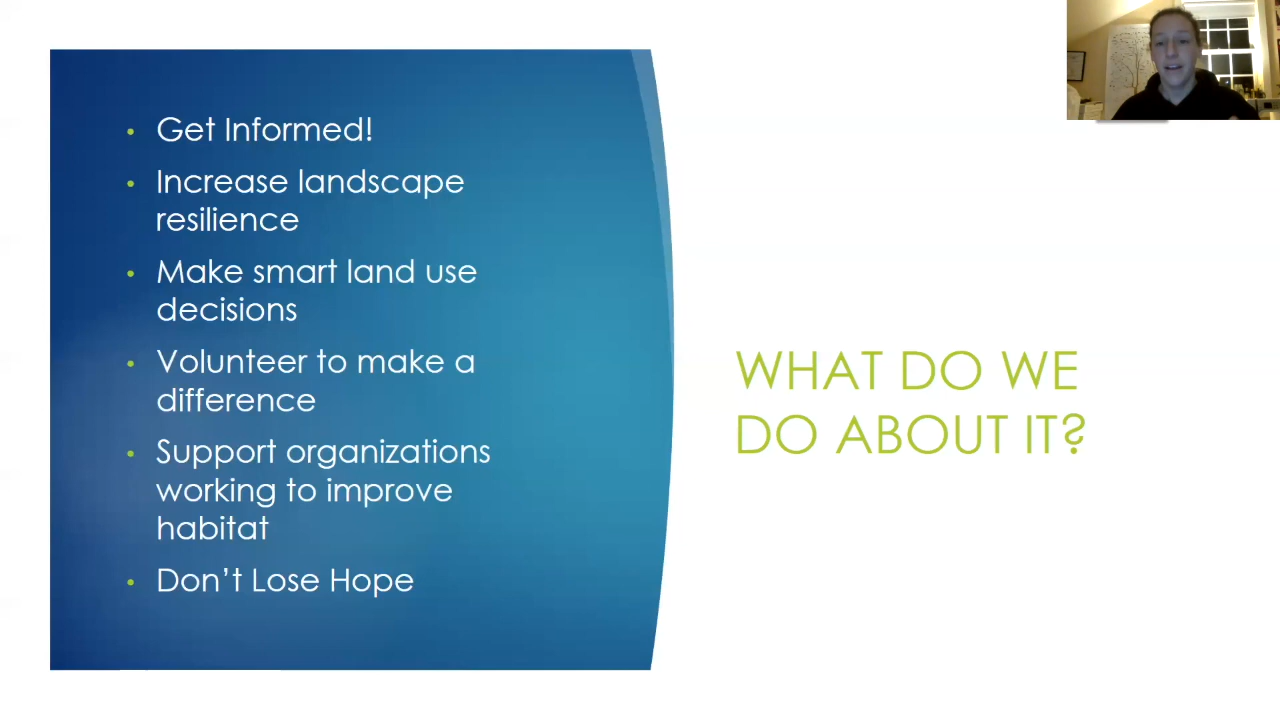 Get Informed!
Increase landscape
resilience
Make smart land use
decisions
Volunteer to make a
difference
Support organizations
working to improve
habitat
Don’t Lose Hope
WHAT DO WE
DO ABOUT IT?